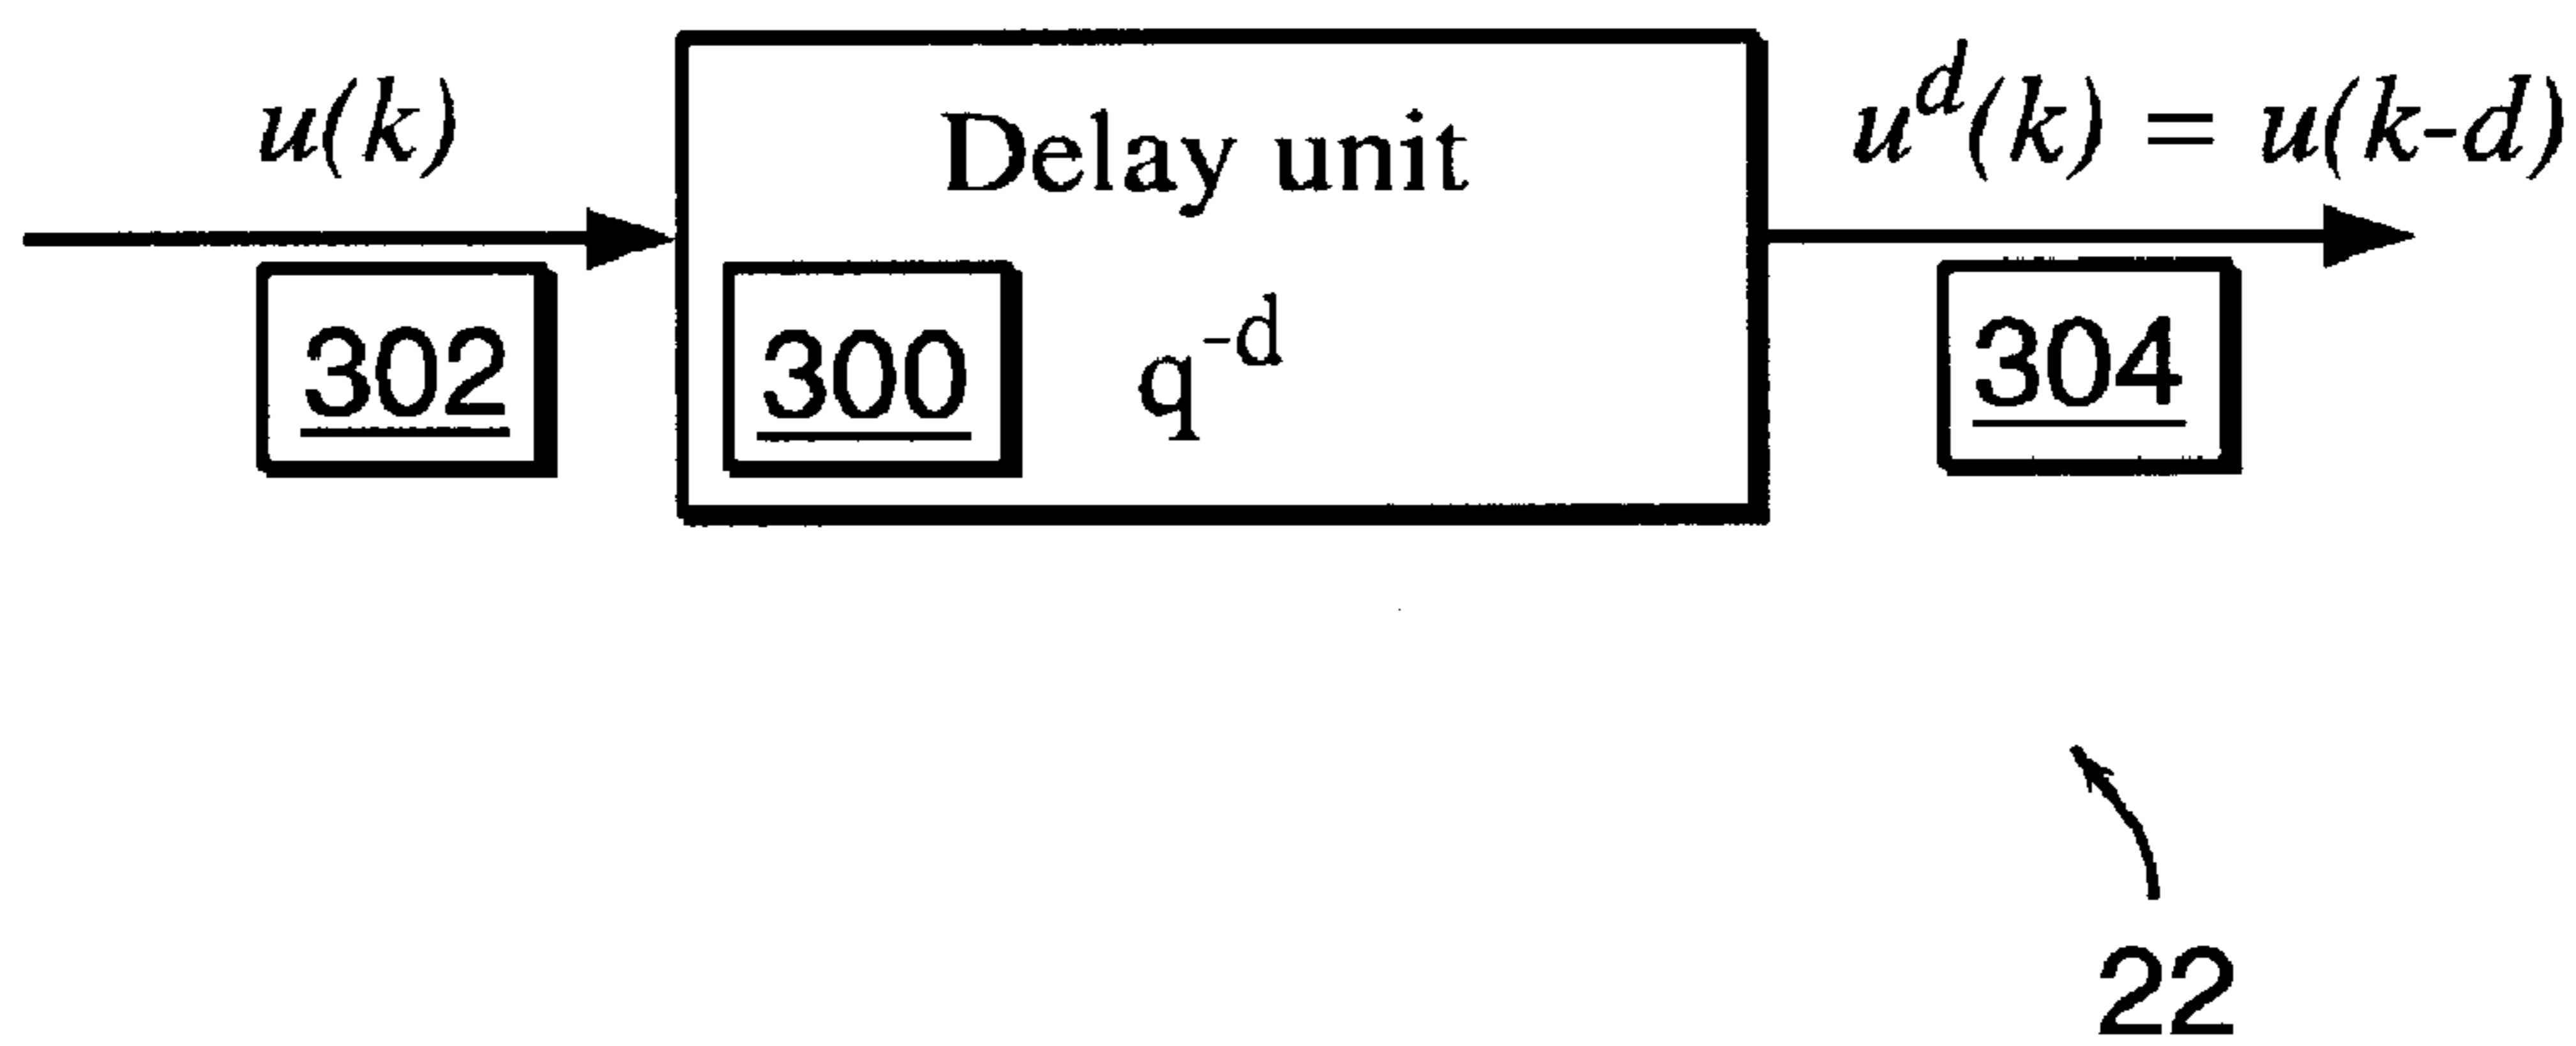 u(k)
Delay unit
u^d(k) = u(k-d)
302
300
q^-d
304
22